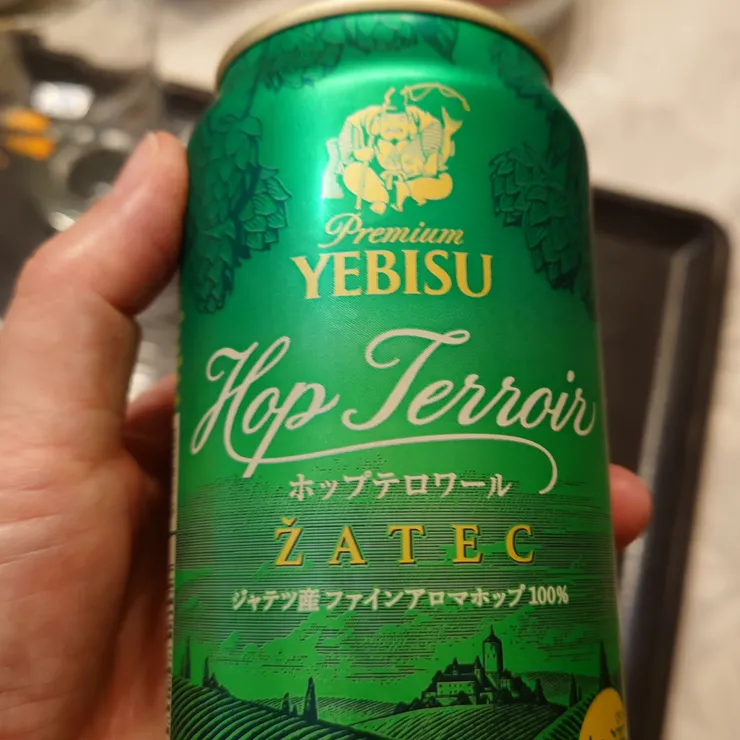 Premium
YEBISU
Hop Terroir
ホップテロワール
ŽATEC
ジャテツ産ファインアロマホップ100%